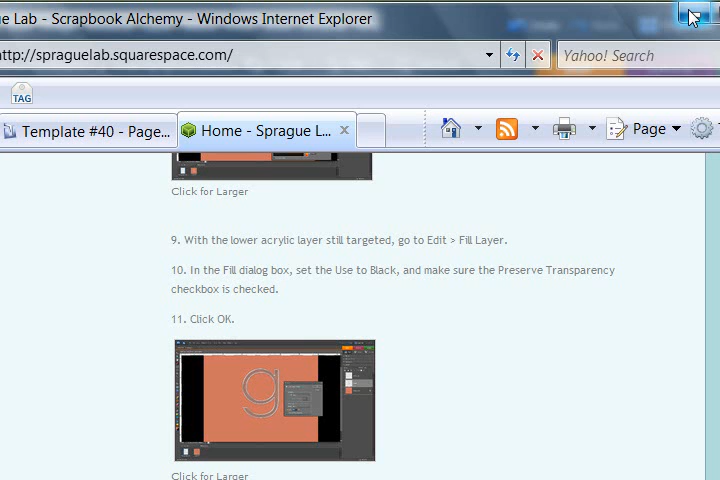 ue Lab - Scrapbook Alchemy - Windows Internet Explorer
http://spraguelab.squarespace.com/
Yahoo! Search
TAG
Template #40 - Page...
Home - Sprague L...
Page
Click for Larger
9. With the lower acrylic layer still targeted, go to Edit > Fill Layer.
10. In the Fill dialog box, set the Use to Black, and make sure the Preserve Transparency
checkbox is checked.
11. Click OK.
g
Click for Larger